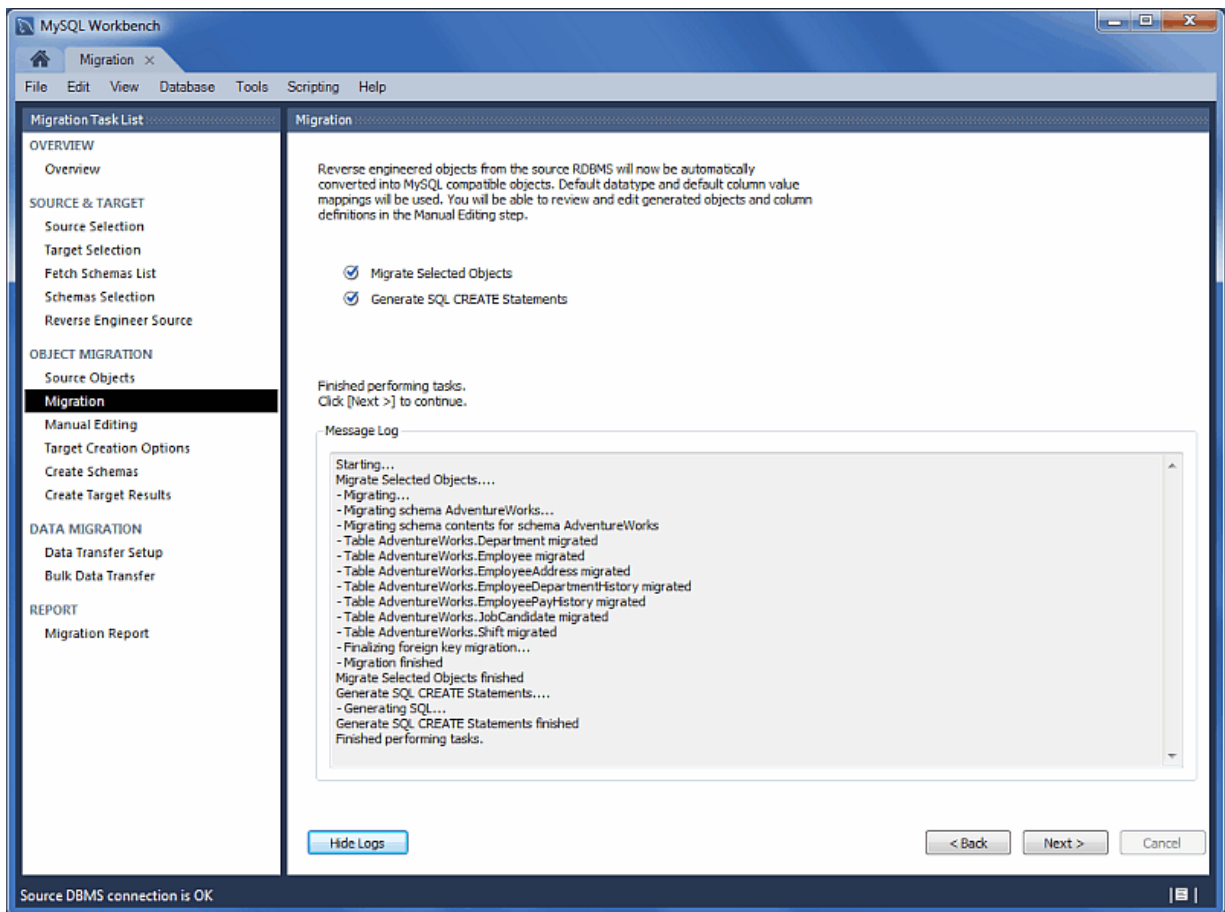 MySQL Workbench
Migration
File Edit View Database Tools Scripting Help
Migration Task List
OVERVIEW
Overview
SOURCE & TARGET
Source Selection
Target Selection
Fetch Schemas List
Schemas Selection
Reverse Engineer Source
OBJECT MIGRATION
Source Objects
Migration
Manual Editing
Target Creation Options
Create Schemas
Create Target Results
DATA MIGRATION
Data Transfer Setup
Bulk Data Transfer
REPORT
Migration Report
Migration
Reverse engineered objects from the source RDBMS will now be automatically
converted into MySQL compatible objects. Default datatype and default column value
mappings will be used. You will be able to review and edit generated objects and column
definitions in the Manual Editing step.
Migrate Selected Objects
Generate SQL CREATE Statements
Finished performing tasks.
Click [Next >] to continue.
Message Log
Starting...
Migrate Selected Objects....
- Migrating...
- Migrating schema AdventureWorks...
- Migrating schema contents for schema AdventureWorks
- Table AdventureWorks.Department migrated
- Table AdventureWorks.Employee migrated
- Table AdventureWorks.EmployeeAddress migrated
- Table AdventureWorks.EmployeeDepartmentHistory migrated
- Table AdventureWorks.EmployeePayHistory migrated
- Table AdventureWorks.JobCandidate migrated
- Table AdventureWorks.Shift migrated
- Finalizing foreign key migration...
- Migration finished
Migrate Selected Objects finished
Generate SQL CREATE Statements....
- Generating SQL...
Generate SQL CREATE Statements finished
Finished performing tasks.
Hide Logs
< Back Next > Cancel
Source DBMS connection is OK